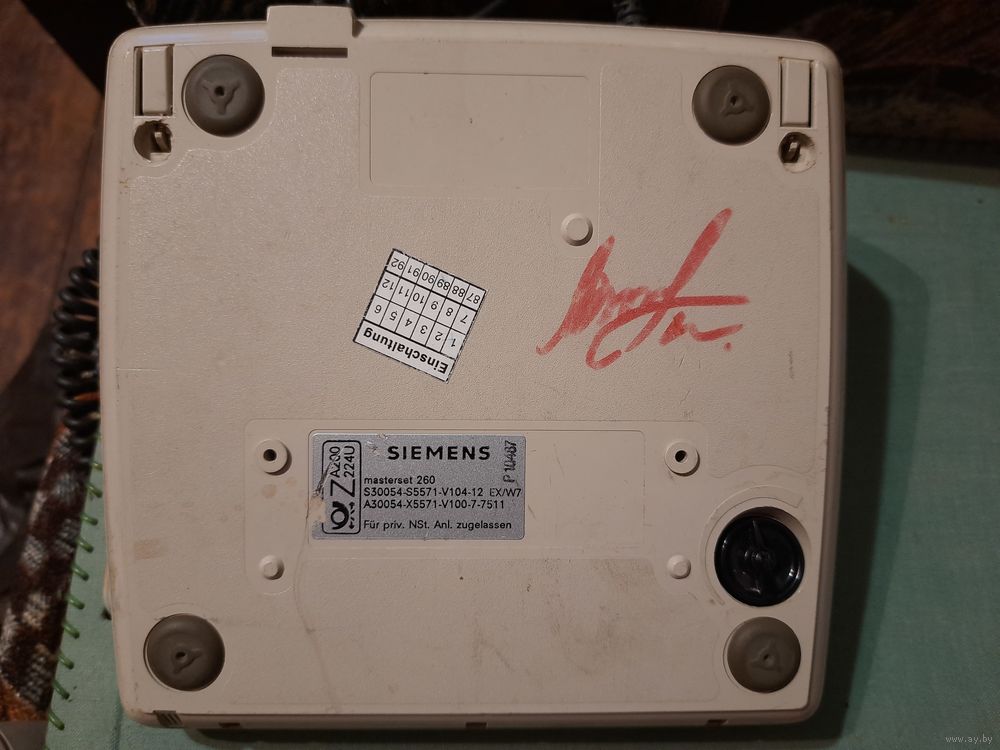 Einschaltung
1 2 3 4 5 6
7 8 9 10 11 12
87 88 89 90 91 92
ZA200
224U
SIEMENS
P 10487
masterset 260
S30054-S5571-V104-12 EX/W7
A30054-X5571-V100-7-7511
Für priv. NSt. Anl. zugelassen
www.ay.by